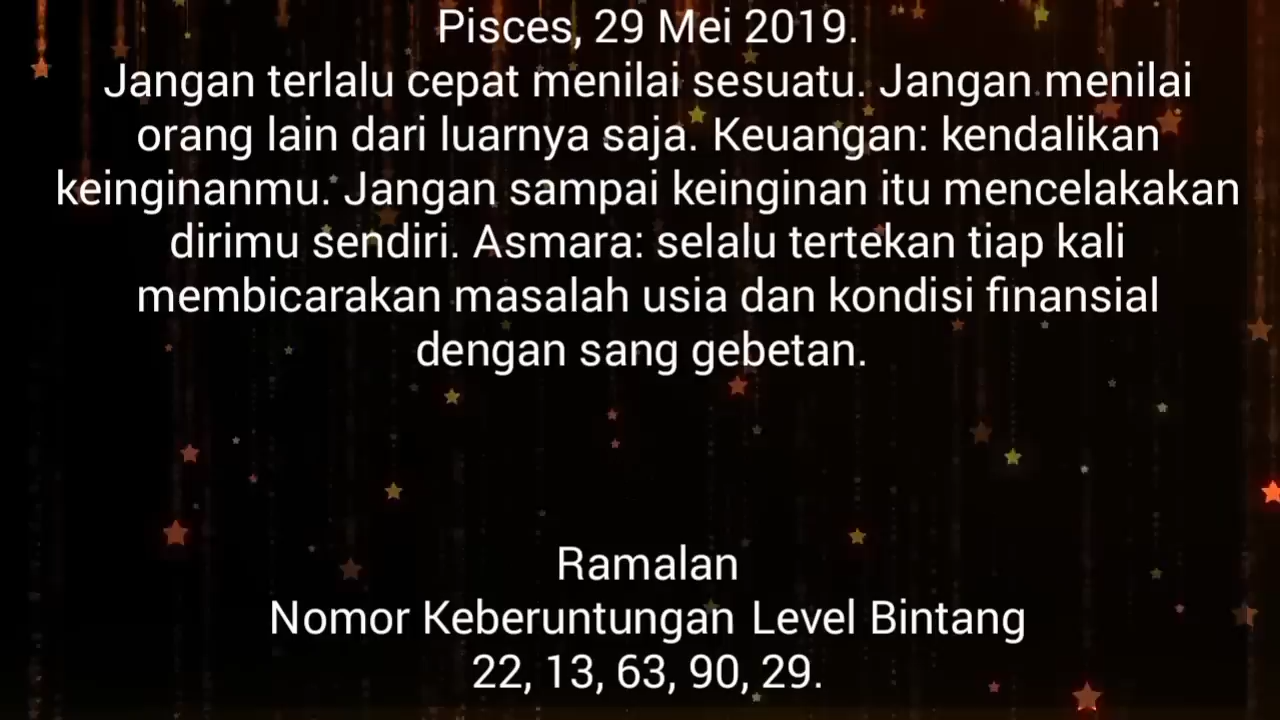 Pisces, 29 Mei 2019.
Jangan terlalu cepat menilai sesuatu. Jangan menilai
orang lain dari luarnya saja. Keuangan: kendalikan
keinginanmu. Jangan sampai keinginan itu mencelakakan
dirimu sendiri. Asmara: selalu tertekan tiap kali
membicarakan masalah usia dan kondisi finansial
dengan sang gebetan.
Ramalan
Nomor Keberuntungan Level Bintang
22, 13, 63, 90, 29.